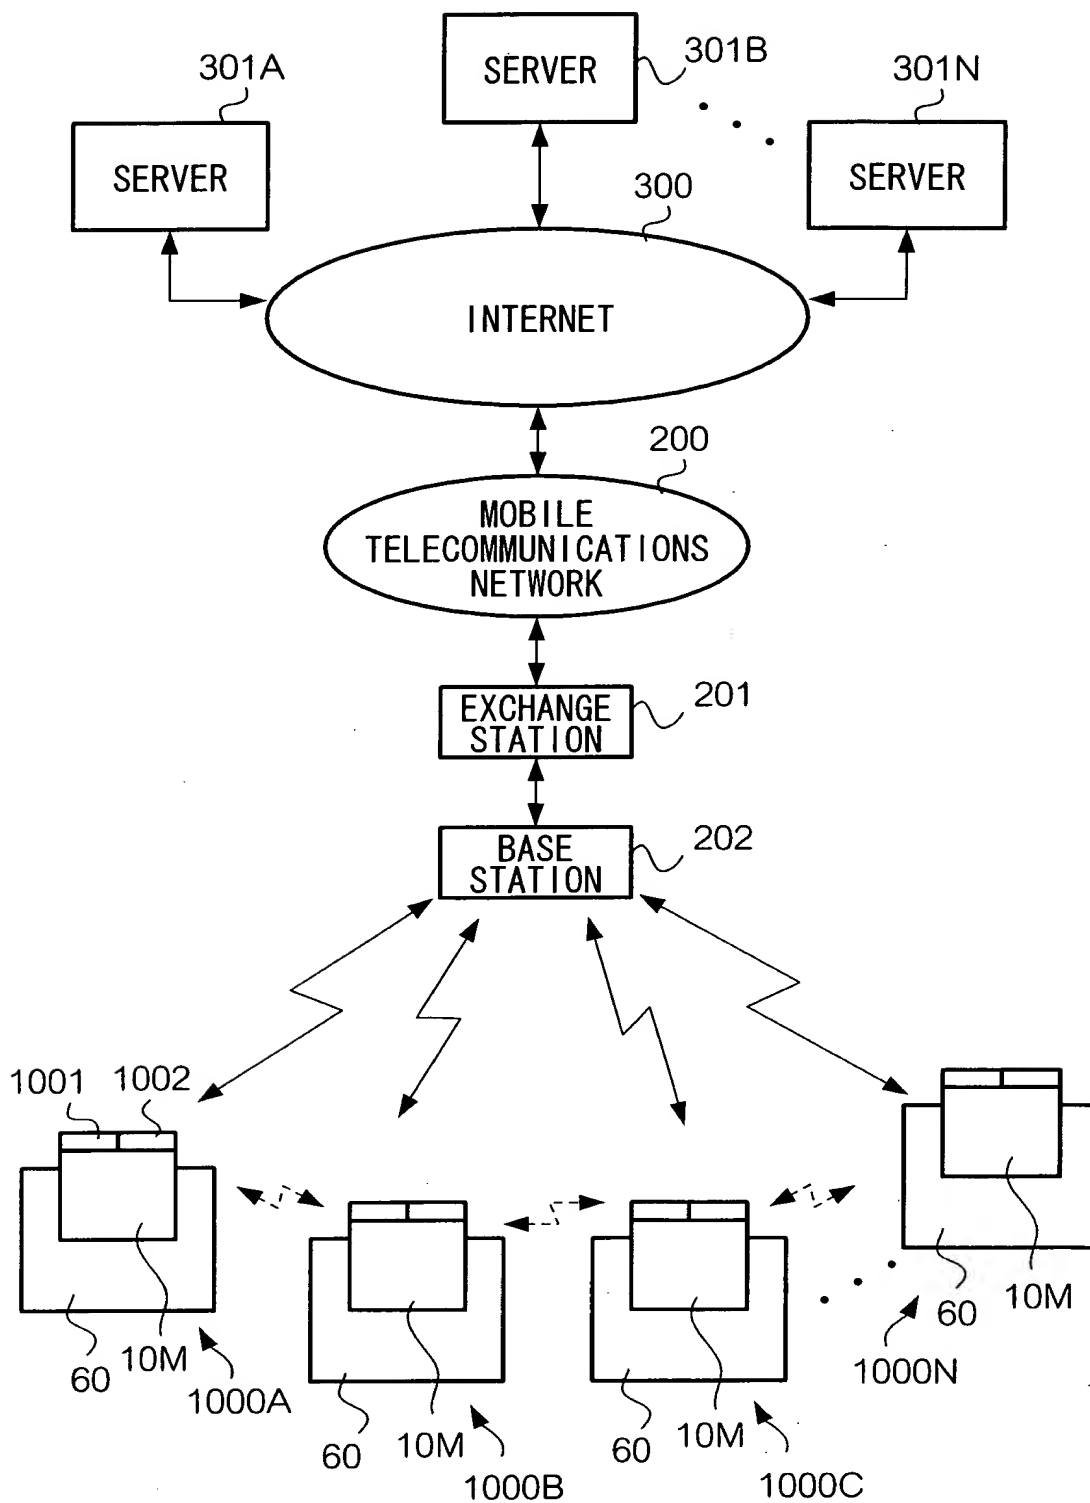 301A
SERVER
SERVER
301B
301N
SERVER
300
INTERNET
200
MOBILE
TELECOMMUNICATIONS
NETWORK
EXCHANGE
STATION
201
BASE
STATION
202
1001
1002
60
10M
1000A
60
10M
1000B
60
10M
1000C
60
10M
1000N